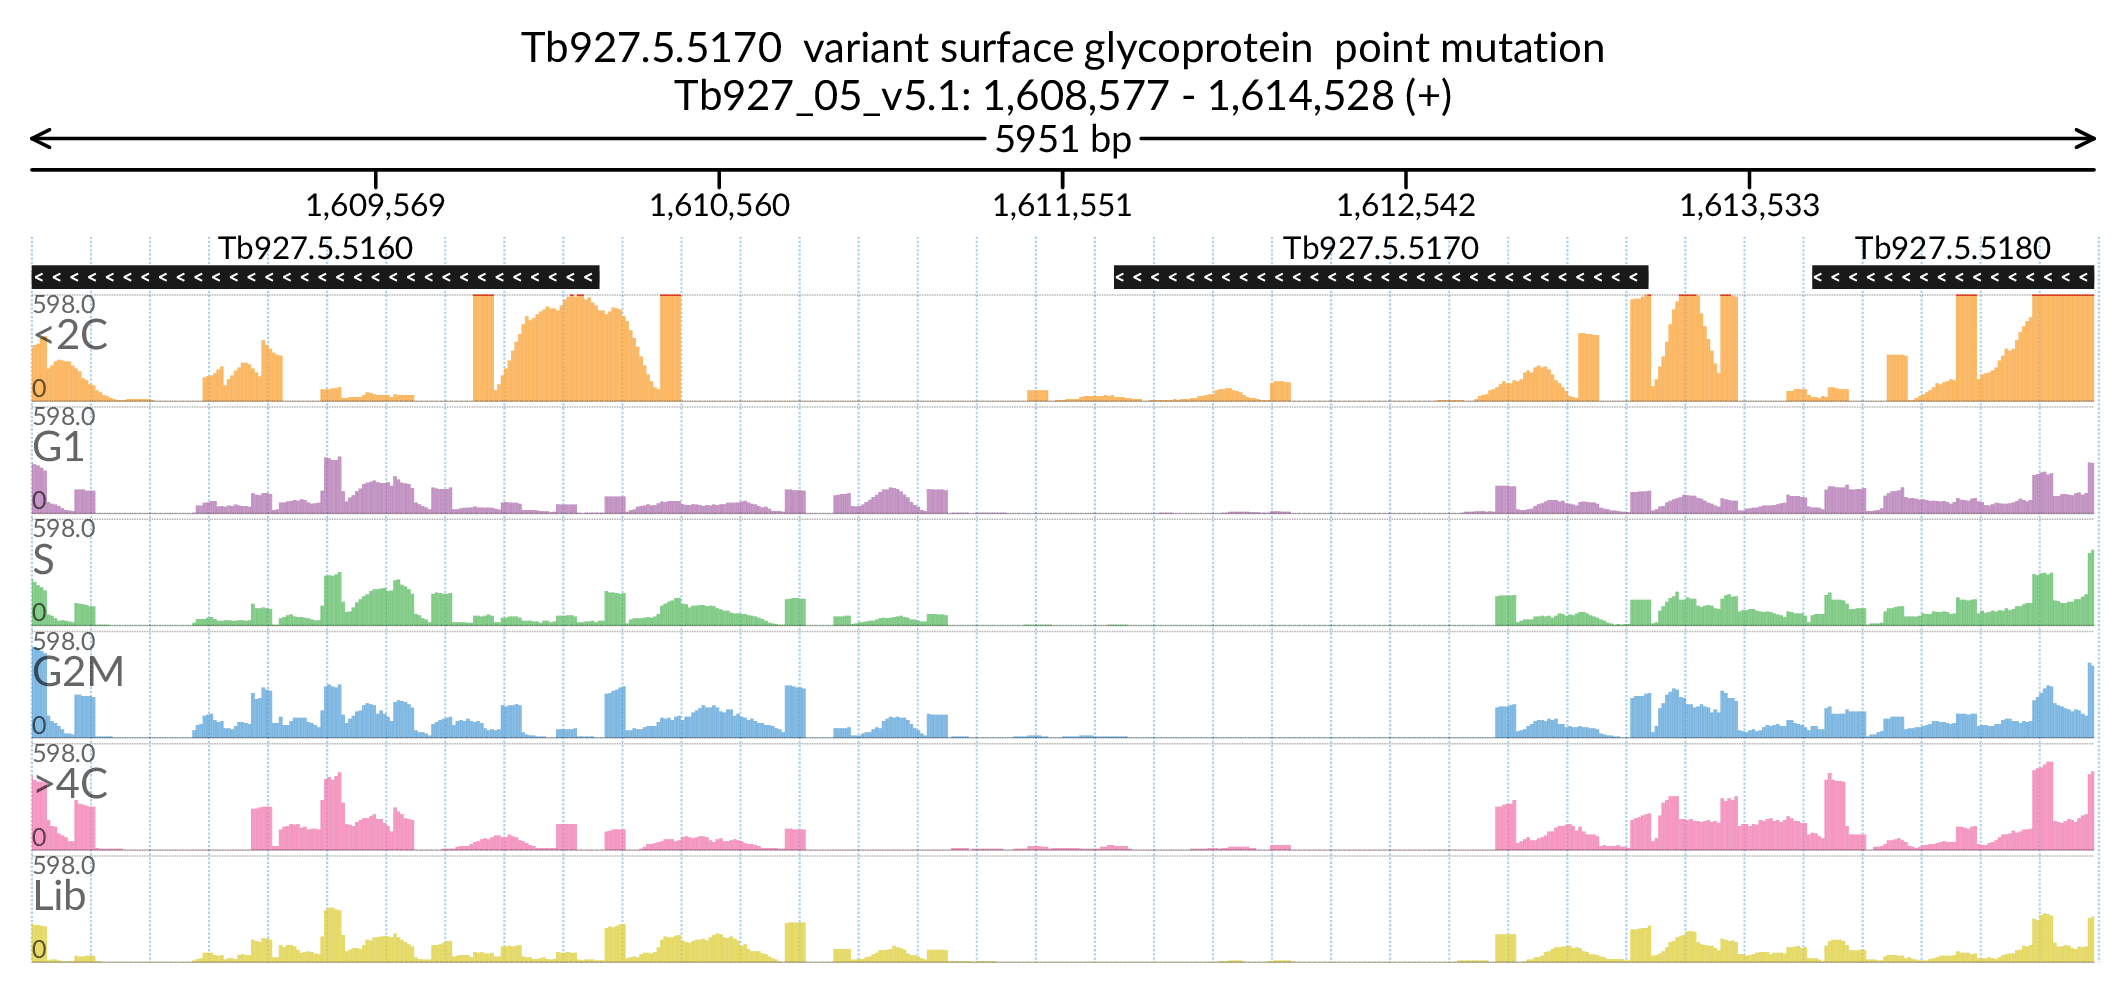 Tb927.5.5170 variant surface glycoprotein point mutation
Tb927_05_v5.1: 1,608,577 - 1,614,528 (+)
5951 bp
1,609,569 1,610,560 1,611,551 1,612,542 1,613,533
Tb927.5.5160 Tb927.5.5170 Tb927.5.5180
598.0
<2C
0
598.0
G1
0
598.0
S
0
598.0
G2M
0
598.0
>4C
0
598.0
Lib
0